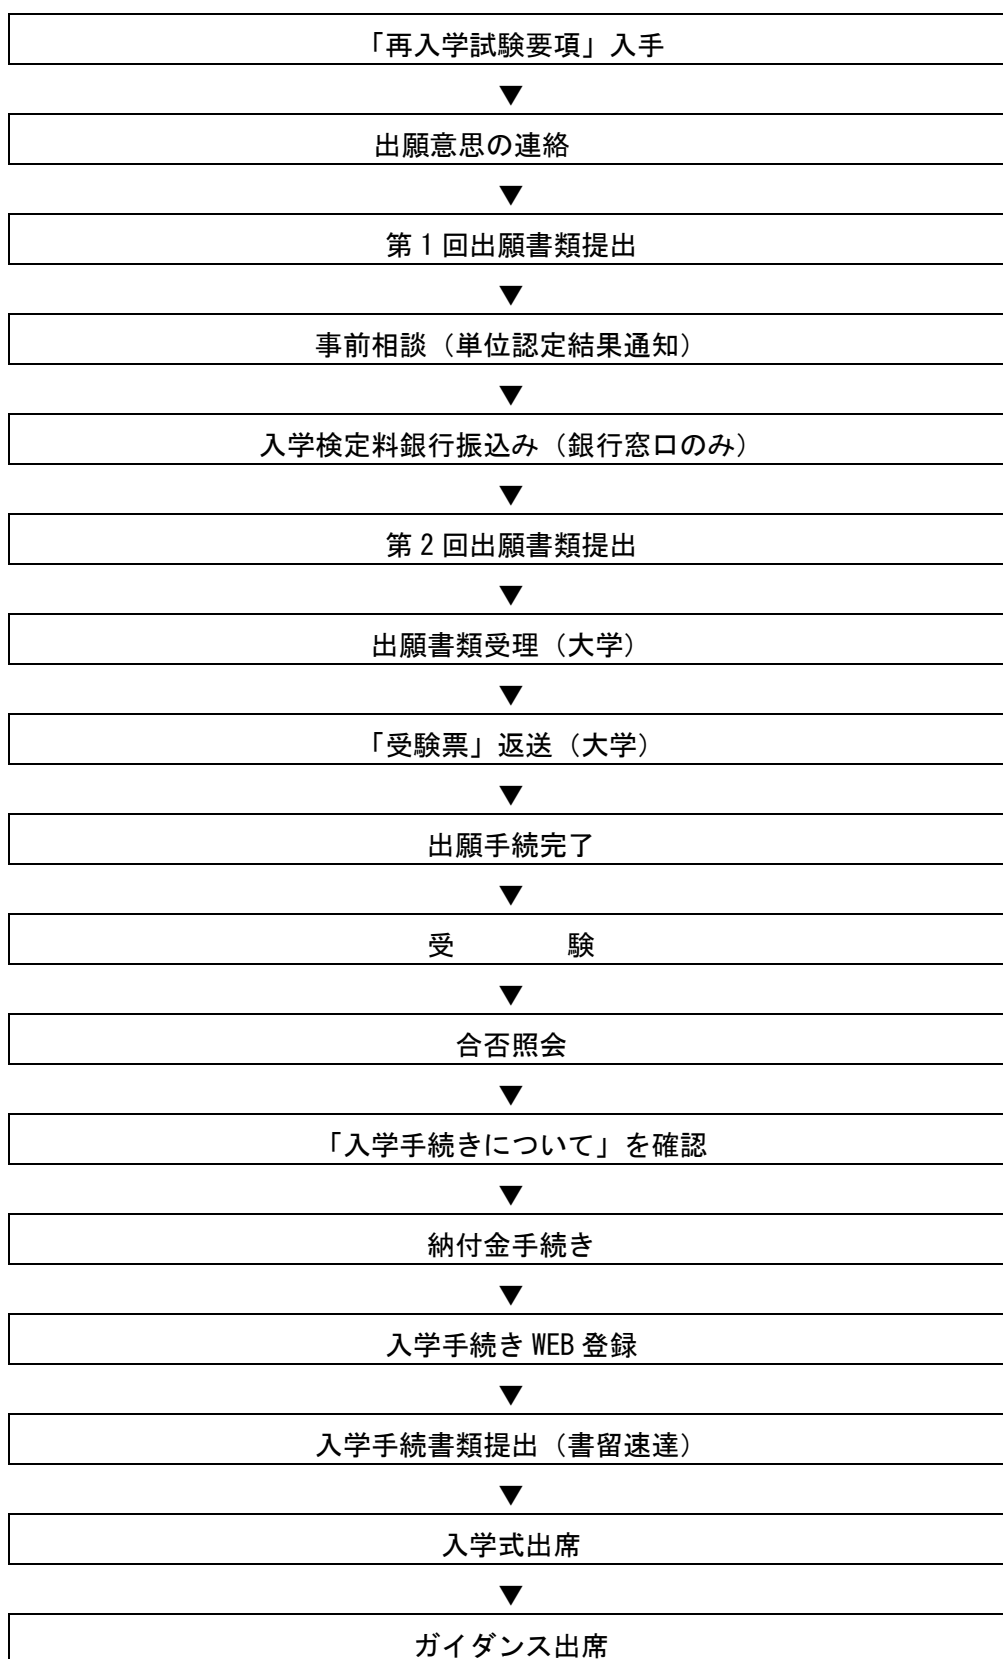 「再入学試験要項」入手
▼
出願意思の連絡
▼
第1回出願書類提出
▼
事前相談（単位認定結果通知）
▼
入学検定料銀行振込み（銀行窓口のみ）
▼
第2回出願書類提出
▼
出願書類受理（大学）
▼
「受験票」返送（大学）
▼
出願手続完了
▼
受　　　　験
▼
合否照会
▼
「入学手続きについて」を確認
▼
納付金手続き
▼
入学手続き WEB 登録
▼
入学手続書類提出（書留速達）
▼
入学式出席
▼
ガイダンス出席